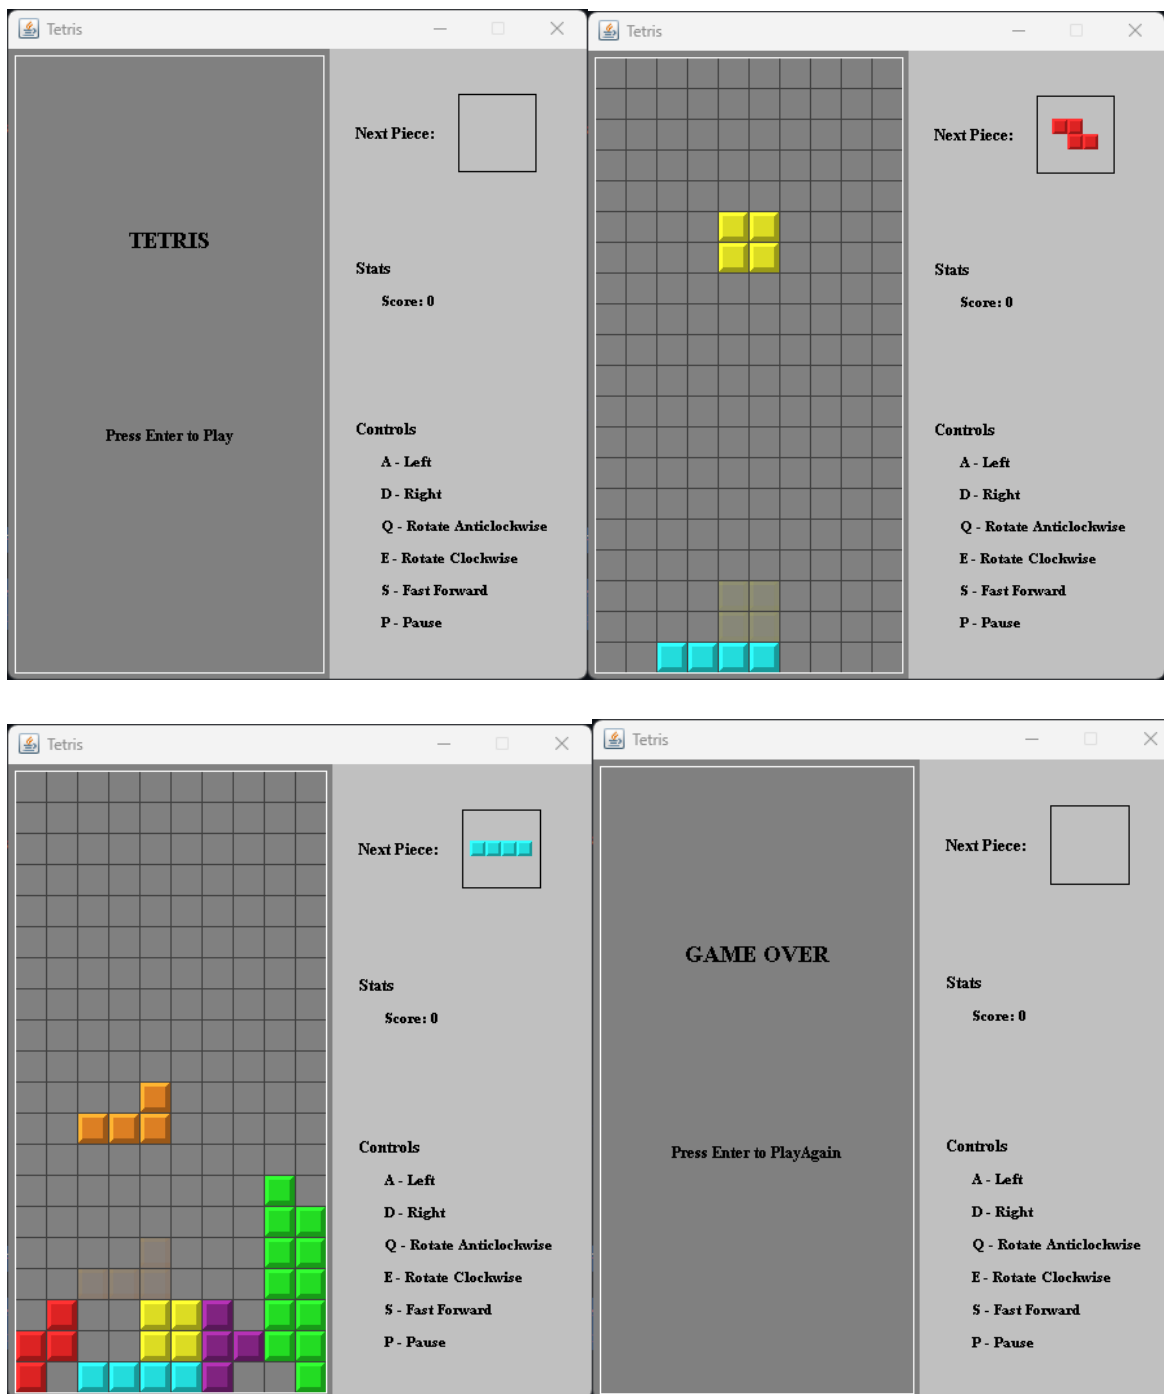 Tetris
Next Piece:
TETRIS
Stats
Score: 0
Press Enter to Play
Controls
A - Left
D - Right
Q - Rotate Anticlockwise
E - Rotate Clockwise
S - Fast Forward
P - Pause
Tetris
Next Piece:
Stats
Score: 0
Controls
A - Left
D - Right
Q - Rotate Anticlockwise
E - Rotate Clockwise
S - Fast Forward
P - Pause
Tetris
Next Piece:
Stats
Score: 0
Controls
A - Left
D - Right
Q - Rotate Anticlockwise
E - Rotate Clockwise
S - Fast Forward
P - Pause
Tetris
Next Piece:
GAME OVER
Stats
Score: 0
Press Enter to PlayAgain
Controls
A - Left
D - Right
Q - Rotate Anticlockwise
E - Rotate Clockwise
S - Fast Forward
P - Pause